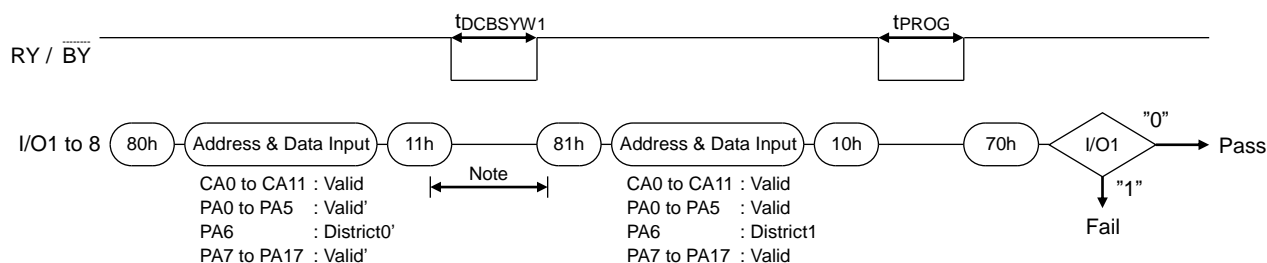 tDCBSYW1
tPROG
RY / BY
I/O1 to 8
80h
Address & Data Input
11h
81h
Address & Data Input
10h
70h
I/O1
”0”
Pass
Note
”1”
Fail
CA0 to CA11 : Valid
PA0 to PA5 : Valid’
PA6 : District0’
PA7 to PA17 : Valid’
CA0 to CA11 : Valid
PA0 to PA5 : Valid
PA6 : District1
PA7 to PA17 : Valid